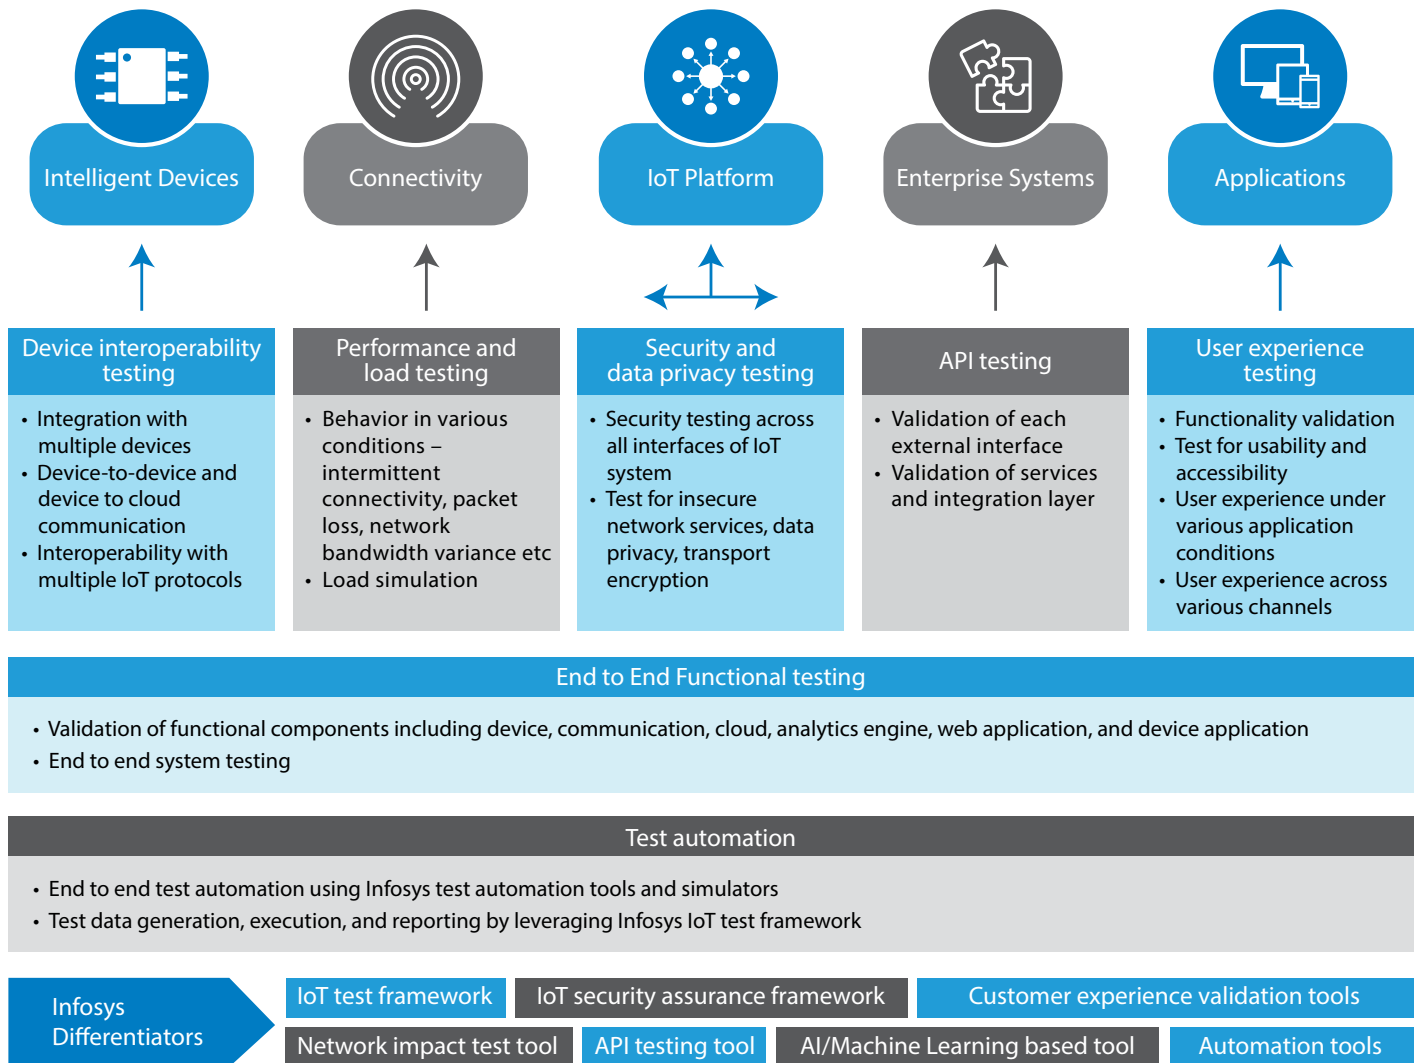 Intelligent Devices
Connectivity
IoT Platform
Enterprise Systems
Applications
Device interoperability
testing
• Integration with
multiple devices
• Device-to-device and
device to cloud
communication
• Interoperability with
multiple IoT protocols
Performance and
load testing
• Behavior in various
conditions –
intermittent
connectivity, packet
loss, network
bandwidth variance etc
• Load simulation
Security and
data privacy testing
• Security testing across
all interfaces of IoT
system
• Test for insecure
network services, data
privacy, transport
encryption
API testing
• Validation of each
external interface
• Validation of services
and integration layer
User experience
testing
• Functionality validation
• Test for usability and
accessibility
• User experience under
various application
conditions
• User experience across
various channels
End to End Functional testing
• Validation of functional components including device, communication, cloud, analytics engine, web application, and device application
• End to end system testing
Test automation
• End to end test automation using Infosys test automation tools and simulators
• Test data generation, execution, and reporting by leveraging Infosys IoT test framework
Infosys
Differentiators
IoT test framework
IoT security assurance framework
Customer experience validation tools
Network impact test tool
API testing tool
AI/Machine Learning based tool
Automation tools